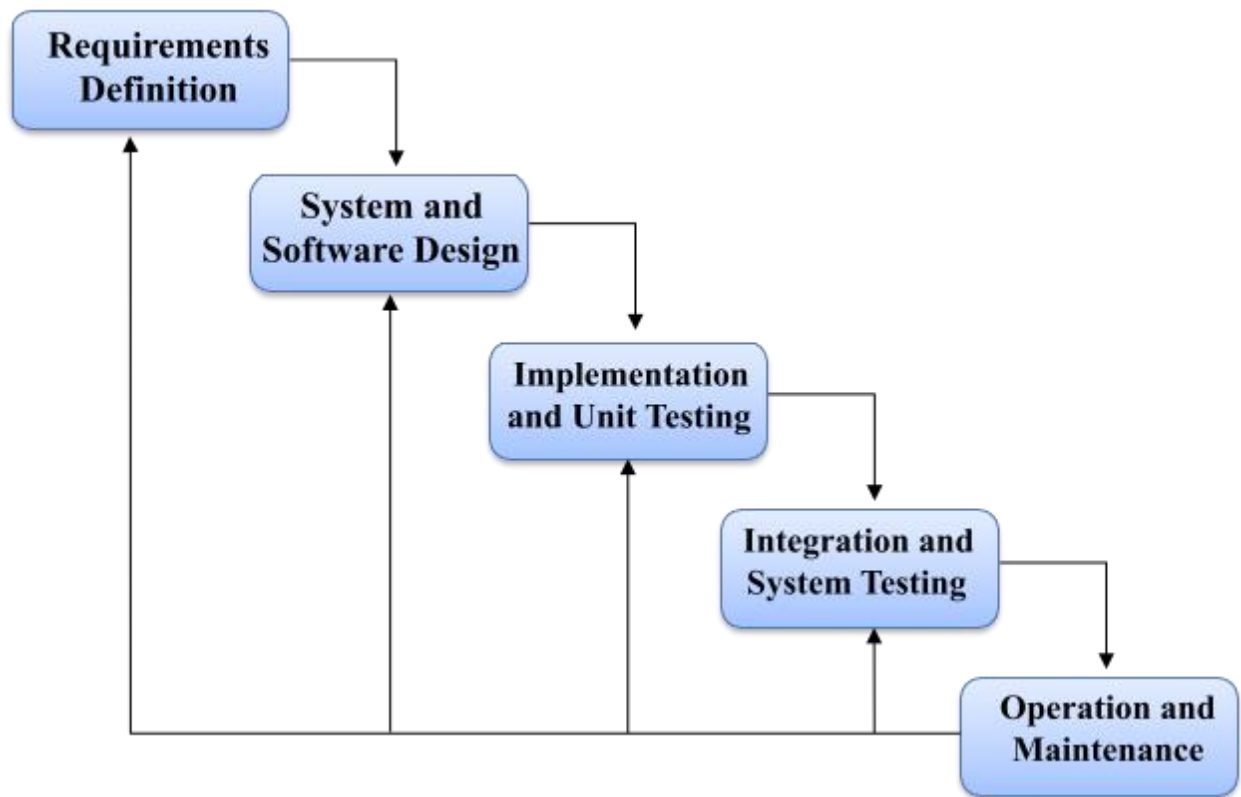 Requirements
Definition
System and
Software Design
Implementation
and Unit Testing
Integration and
System Testing
Operation and
Maintenance